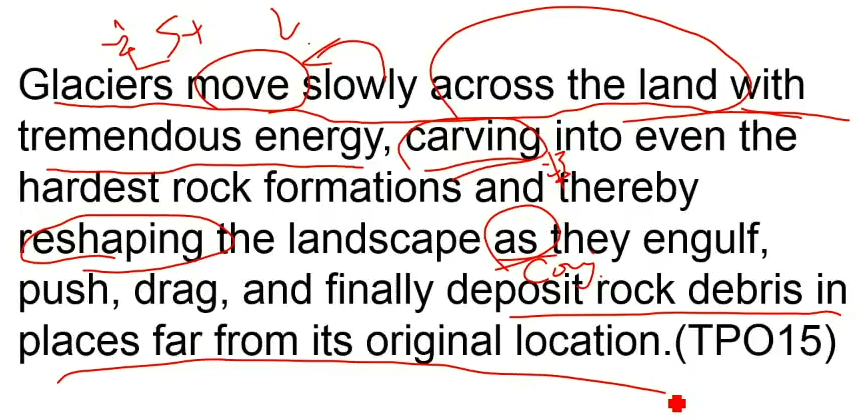 Glaciers move slowly across the land with
tremendous energy, carving into even the
hardest rock formations and thereby
reshaping the landscape as they engulf,
push, drag, and finally deposit rock debris in
places far from its original location.(TPO15)